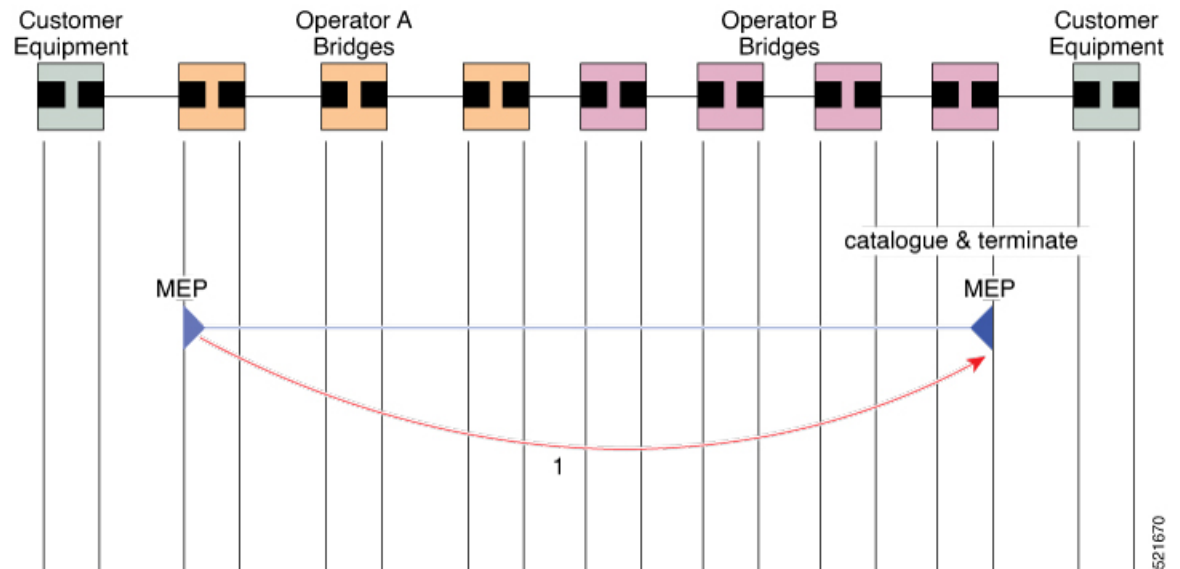 Customer
Equipment
Operator A
Bridges
Operator B
Bridges
Customer
Equipment
catalogue & terminate
MEP
MEP
1
521670